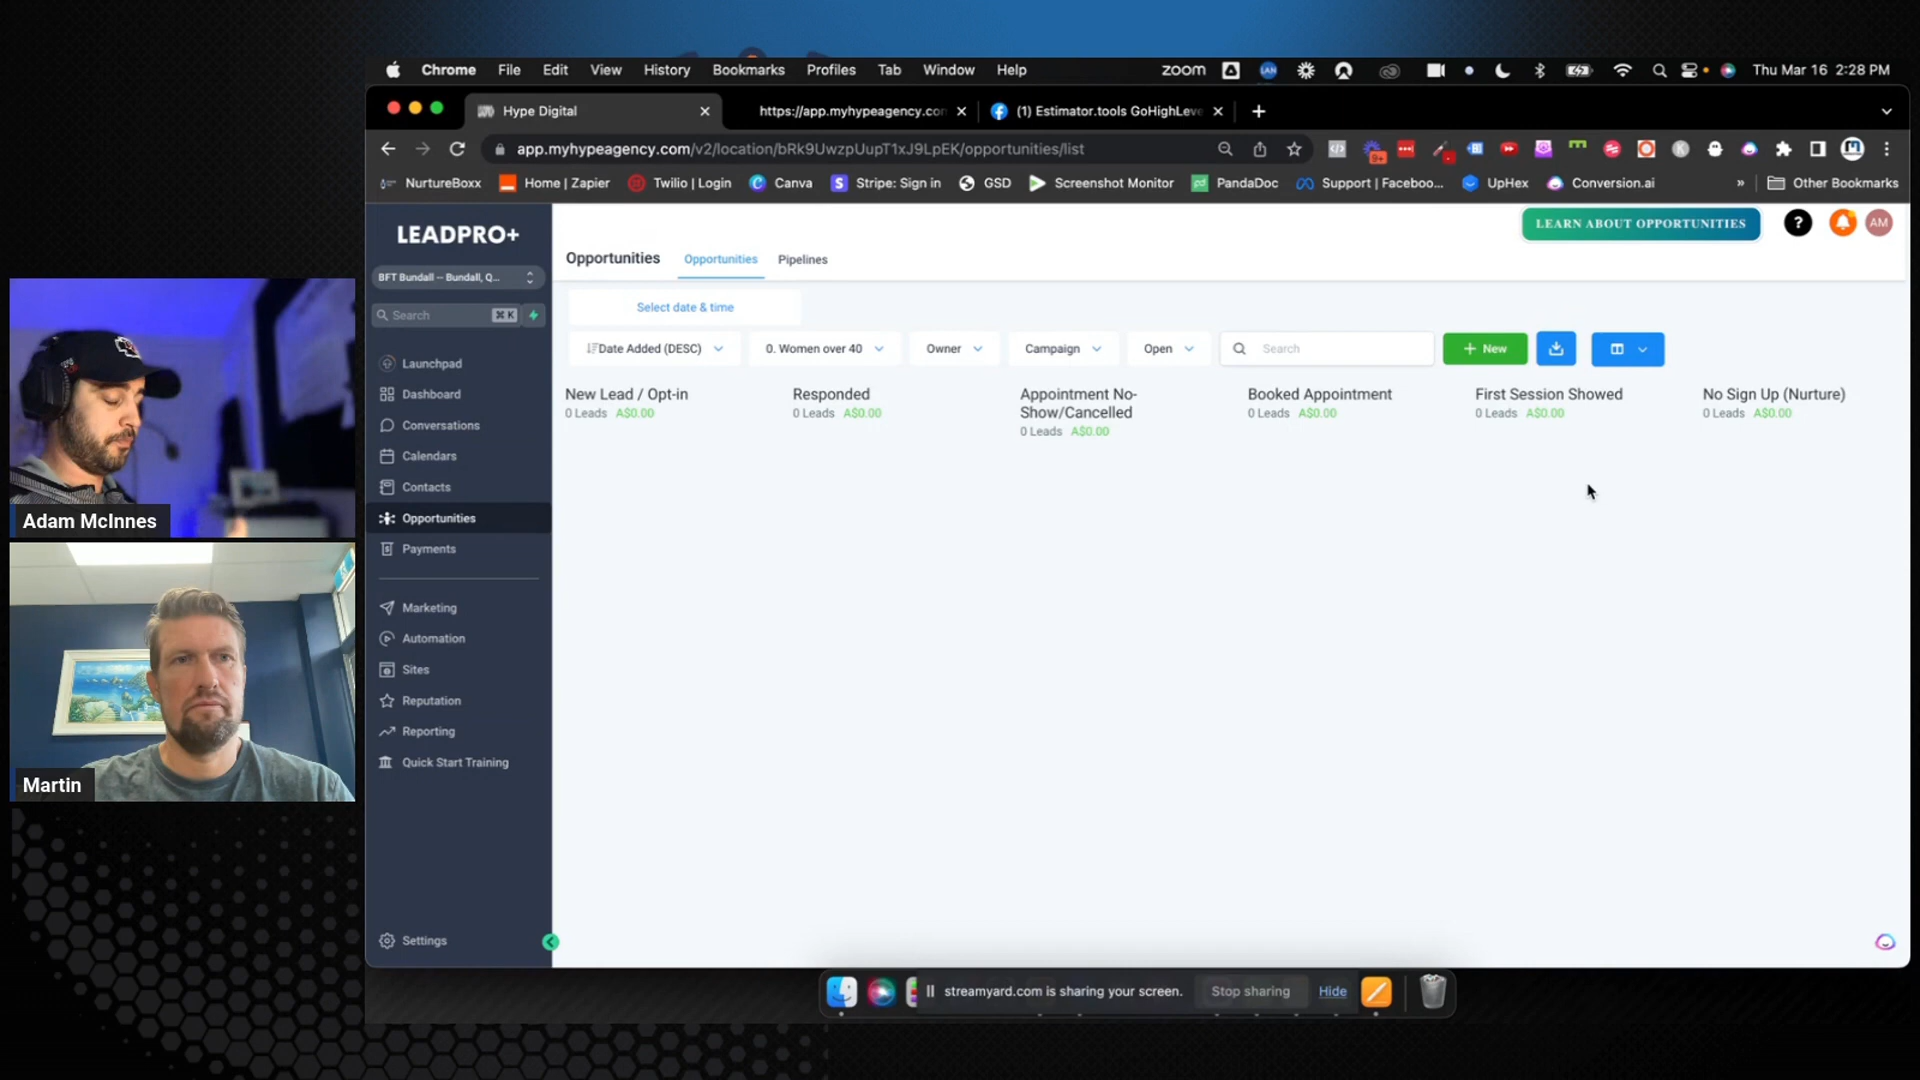 Chrome File Edit View History Bookmarks Profiles Tab Window Help
zoom
LAN
Thu Mar 16 2:28 PM
Hype Digital
https://app.myhypeagency.con
(1) Estimator.tools GoHighLeve
app.myhypeagency.com/v2/location/bRk9UwzpUupT1xJ9LpEK/opportunities/list
9+
NurtureBoxx
Home | Zapier
Twilio | Login
Canva
Stripe: Sign in
GSD
Screenshot Monitor
PandaDoc
Support | Faceboo...
UpHex
Conversion.ai
»
Other Bookmarks
LEADPRO+
BFT Bundall -- Bundall, Q...
Search ⌘ K
Launchpad
Dashboard
Conversations
Calendars
Contacts
Opportunities
Payments
Marketing
Automation
Sites
Reputation
Reporting
Quick Start Training
Settings
LEARN ABOUT OPPORTUNITIES
?
AM
Opportunities Opportunities Pipelines
Select date & time
Date Added (DESC)
0. Women over 40
Owner
Campaign
Open
Search
+ New
New Lead / Opt-in
0 Leads A$0.00
Responded
0 Leads A$0.00
Appointment No-
Show/Cancelled
0 Leads A$0.00
Booked Appointment
0 Leads A$0.00
First Session Showed
0 Leads A$0.00
No Sign Up (Nurture)
0 Leads A$0.00
Adam McInnes
Martin
streamyard.com is sharing your screen.
Stop sharing
Hide